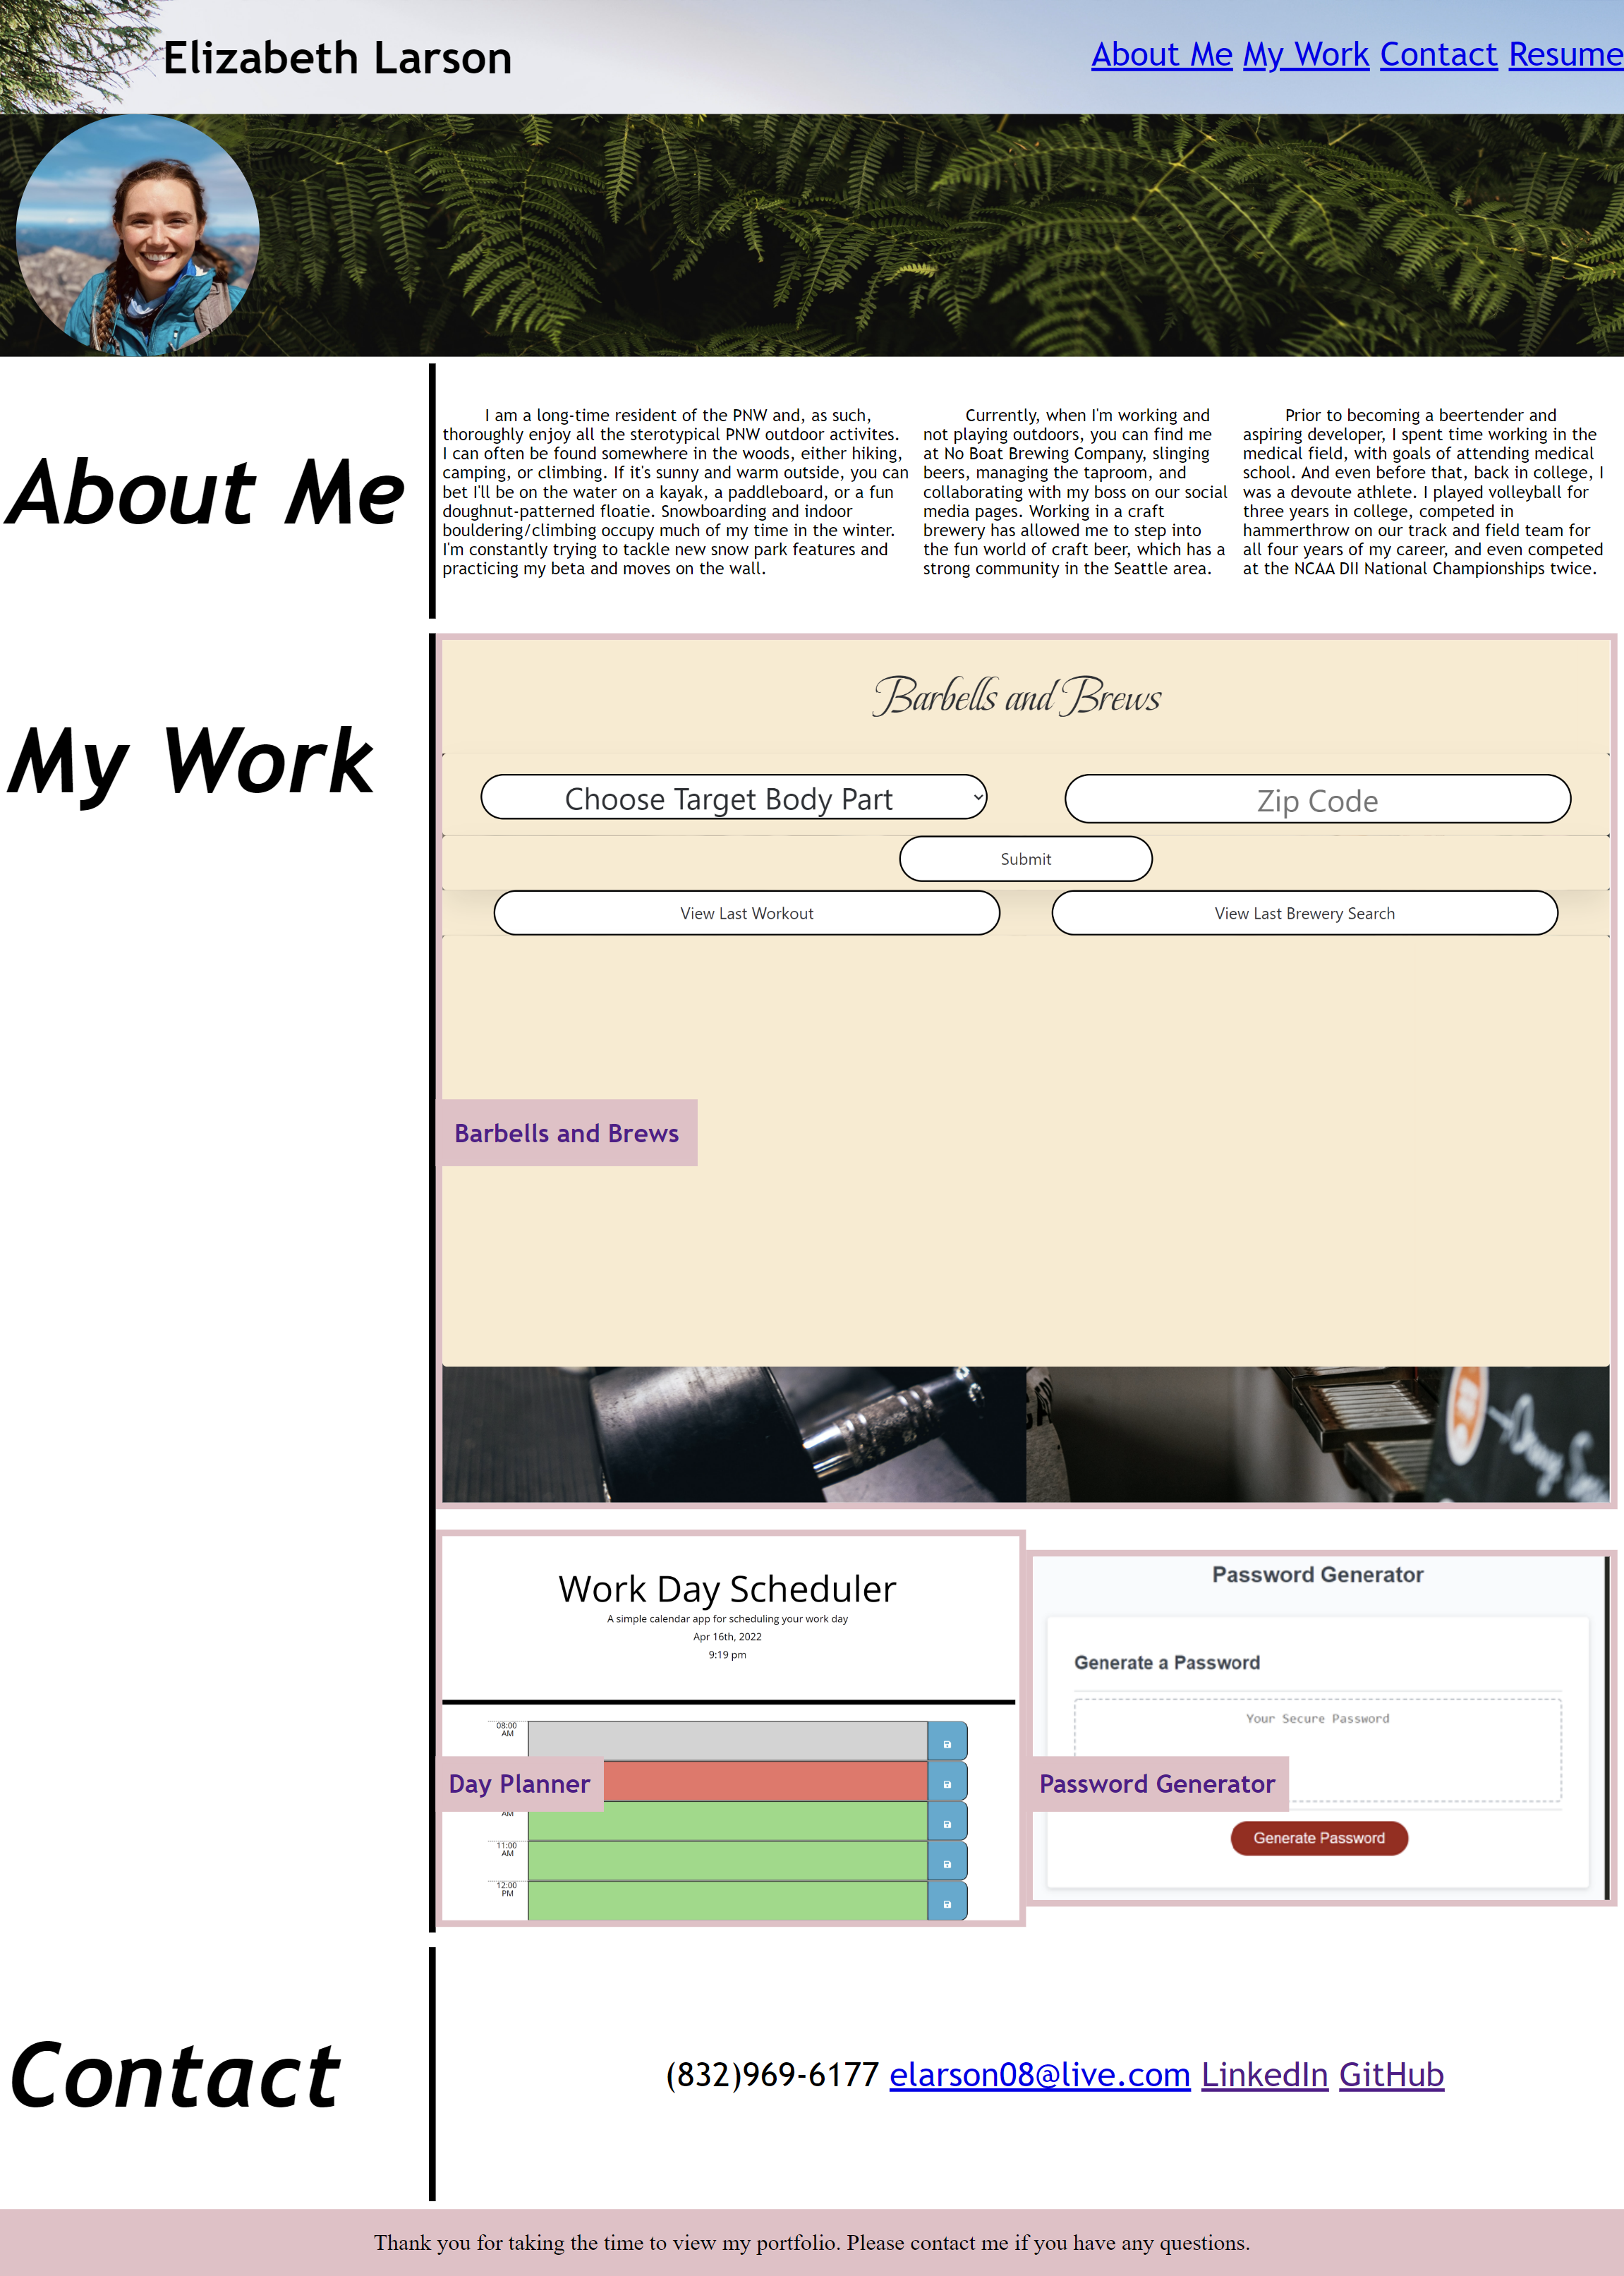 Elizabeth Larson
About Me My Work Contact Resume
About Me
I am a long-time resident of the PNW and, as such,
thoroughly enjoy all the sterotypical PNW outdoor activites.
I can often be found somewhere in the woods, either hiking,
camping, or climbing. If it's sunny and warm outside, you can
bet I'll be on the water on a kayak, a paddleboard, or a fun
doughnut-patterned floatie. Snowboarding and indoor
bouldering/climbing occupy much of my time in the winter.
I'm constantly trying to tackle new snow park features and
practicing my beta and moves on the wall.
Currently, when I'm working and
not playing outdoors, you can find me
at No Boat Brewing Company, slinging
beers, managing the taproom, and
collaborating with my boss on our social
media pages. Working in a craft
brewery has allowed me to step into
the fun world of craft beer, which has a
strong community in the Seattle area.
Prior to becoming a beertender and
aspiring developer, I spent time working in the
medical field, with goals of attending medical
school. And even before that, back in college, I
was a devoute athlete. I played volleyball for
three years in college, competed in
hammerthrow on our track and field team for
all four years of my career, and even competed
at the NCAA DII National Championships twice.
My Work
Barbells and Brews
Choose Target Body Part
Zip Code
Submit
View Last Workout
View Last Brewery Search
Barbells and Brews
Work Day Scheduler
A simple calendar app for scheduling your work day
Apr 16th, 2022
9:19 pm
08:00
AM
Day Planner
AM
11:00
AM
12:00
PM
Password Generator
Generate a Password
Your Secure Password
Password Generator
Generate Password
Contact
(832)969-6177 elarson08@live.com LinkedIn GitHub
Thank you for taking the time to view my portfolio. Please contact me if you have any questions.